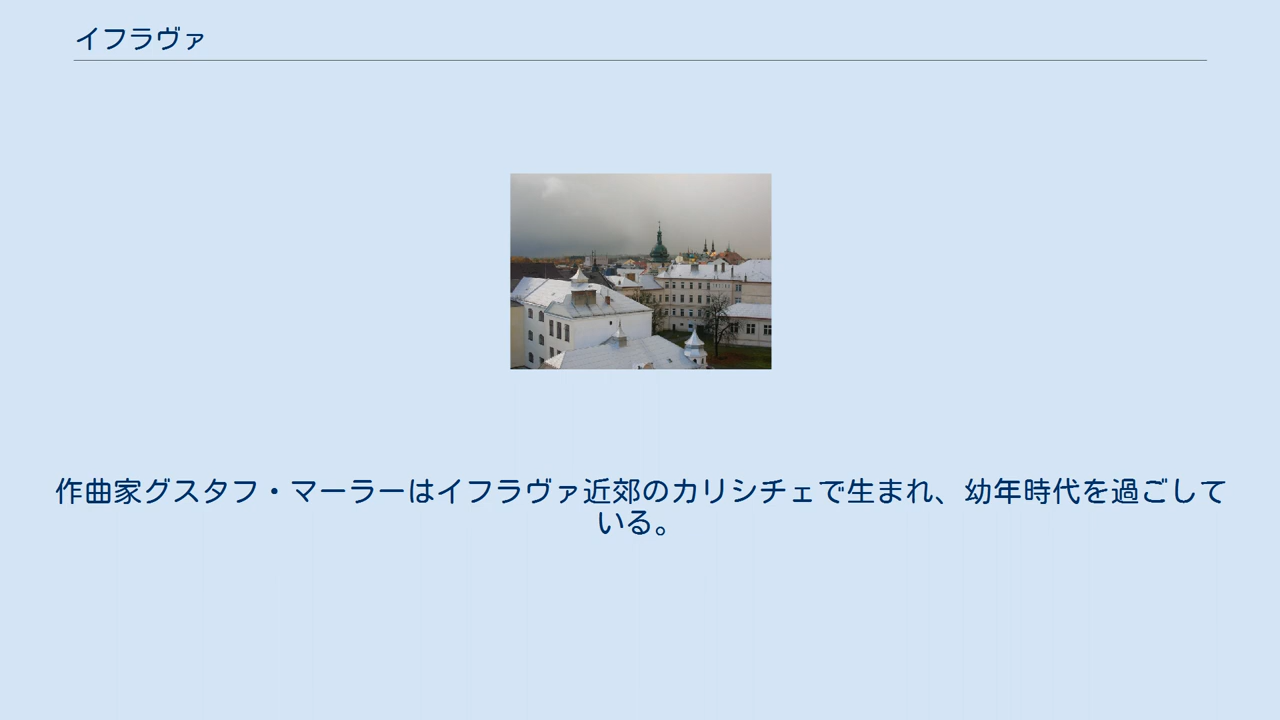 イフラヴァ
作曲家グスタフ・マーラーはイフラヴァ近郊のカリシチェで生まれ、幼年時代を過ごして
いる。